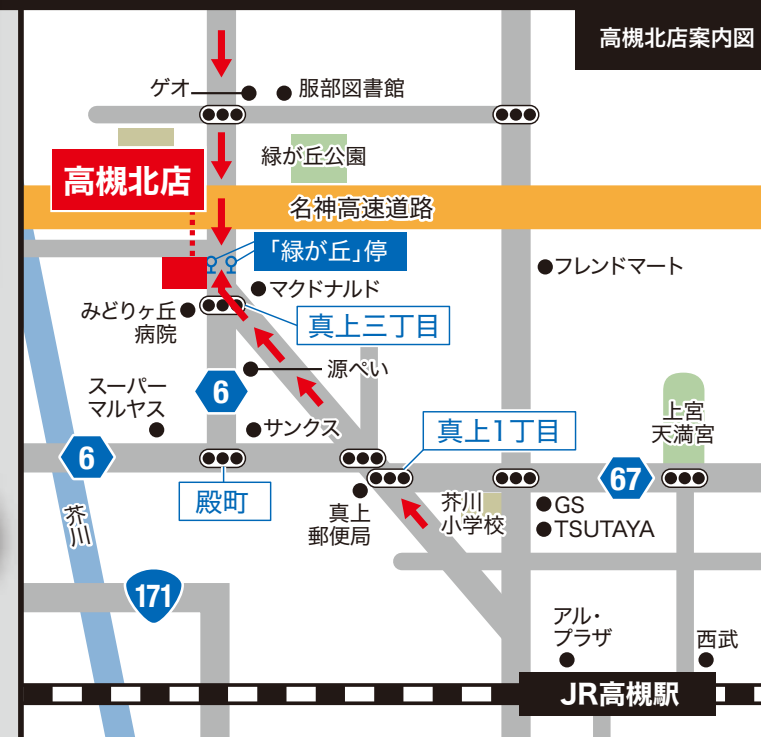 高槻北店案内図
ゲオ
服部図書館
緑が丘公園
高槻北店
名神高速道路
「緑が丘」停
フレンドマート
マクドナルド
みどりヶ丘
病院
真上三丁目
源ぺい
6
スーパー
マルヤス
サンクス
真上1丁目
上宮
天満宮
6
67
殿町
真上
郵便局
芥川
小学校
GS
TSUTAYA
芥川
171
アル・
プラザ
西武
JR高槻駅